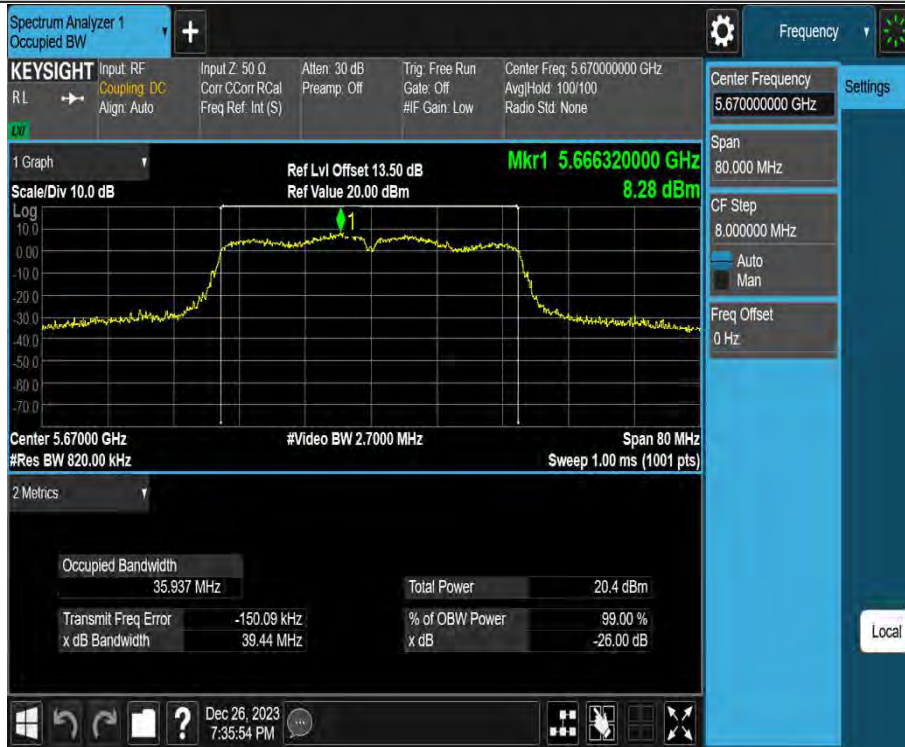 Spectrum Analyzer 1
Occupied BW
+
Frequency
KEYSIGHT
RL
LXI
Input: RF
Coupling: DC
Align: Auto
Input Z: 50 Ω
Corr CCorr RCal
Freq Ref: Int (S)
Atten: 30 dB
Preamp: Off
Trig: Free Run
Gate: Off
#IF Gain: Low
Center Freq: 5.670000000 GHz
Avg|Hold: 100/100
Radio Std: None
Center Frequency
5.670000000 GHz
Settings
Span
80.000 MHz
CF Step
8.000000 MHz
Auto
Man
Freq Offset
0 Hz
1 Graph
Scale/Div 10.0 dB
Ref Lvl Offset 13.50 dB
Ref Value 20.00 dBm
Mkr1 5.666320000 GHz
8.28 dBm
Log
10.0
0.00
-10.0
-20.0
-30.0
-40.0
-50.0
-60.0
-70.0
1
Center 5.67000 GHz
#Res BW 820.00 kHz
#Video BW 2.7000 MHz
Span 80 MHz
Sweep 1.00 ms (1001 pts)
2 Metrics
Occupied Bandwidth
35.937 MHz
Total Power 20.4 dBm
Transmit Freq Error -150.09 kHz
% of OBW Power 99.00 %
x dB Bandwidth 39.44 MHz
x dB -26.00 dB
Local
?
Dec 26, 2023
7:35:54 PM